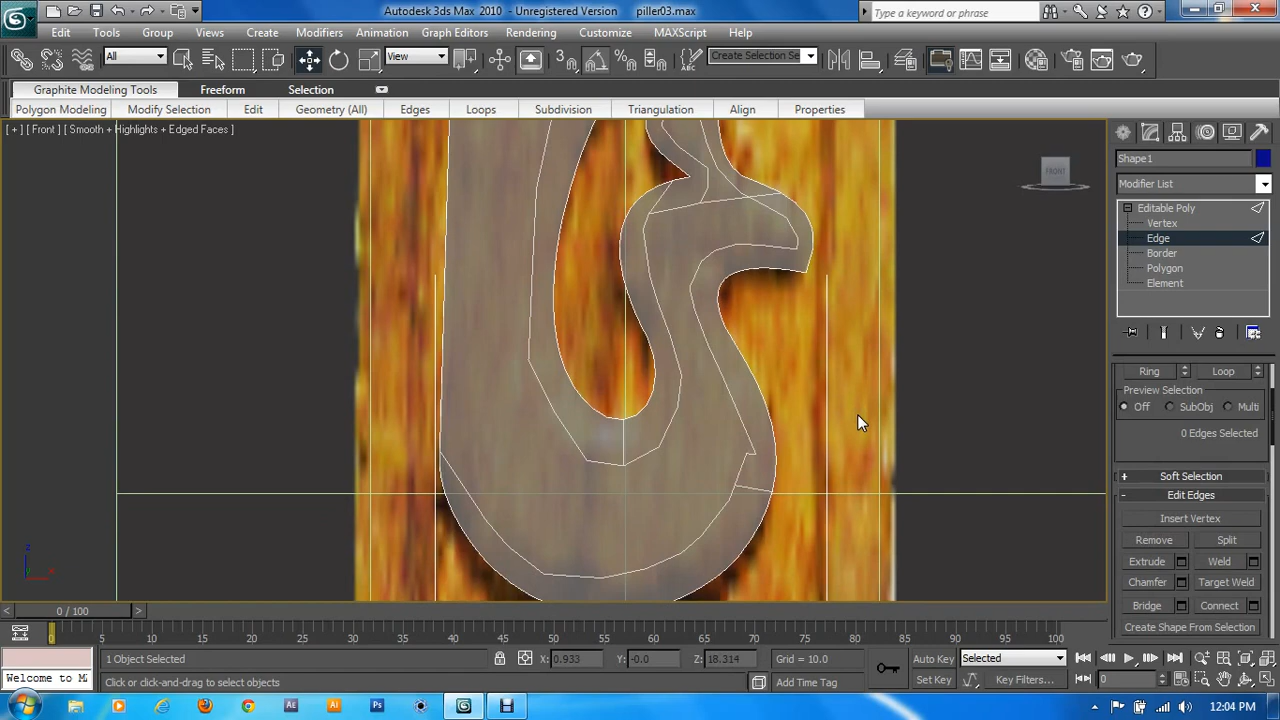 Autodesk 3ds Max 2010 - Unregistered Version piller03.max
Type a keyword or phrase
Edit Tools Group Views Create Modifiers Animation Graph Editors Rendering Customize MAXScript Help
All View 3 Create Selection Se
Graphite Modeling Tools Freeform Selection
Polygon Modeling Modify Selection Edit Geometry (All) Edges Loops Subdivision Triangulation Align Properties
[ + ] [ Front ] [ Smooth + Highlights + Edged Faces ]
FRONT
Shape1
Modifier List
Editable Poly
Vertex
Edge
Border
Polygon
Element
Ring Loop
Preview Selection
Off SubObj Multi
0 Edges Selected
+ Soft Selection
- Edit Edges
Insert Vertex
Remove Split
Extrude Weld
Chamfer Target Weld
Bridge Connect
Create Shape From Selection
z
x
0 / 100
0 5 10 15 20 25 30 35 40 45 50 55 60 65 70 75 80 85 90 95 100
1 Object Selected X: 0.933 Y: -0.0 Z: 18.314 Grid = 10.0 Auto Key Selected
Welcome to M Click or click-and-drag to select objects Add Time Tag Set Key Key Filters... 0
Ae Ai Ps
12:04 PM